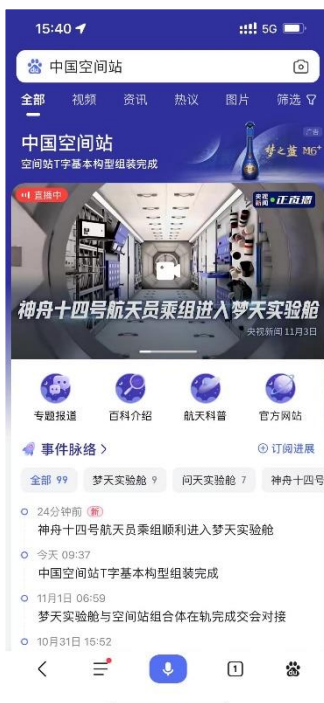 15:40
5G
中国空间站
全部 视频 资讯 热议 图片 筛选
中国空间站
空间站T字基本构型组装完成
广告
梦之蓝 M6+
直播中
央视新闻 正直播
神舟十四号航天员乘组进入梦天实验舱
央视新闻 11月3日
专题报道 百科介绍 航天科普 官方网站
事件脉络 > 订阅进展
全部 99 梦天实验舱 9 问天实验舱 7 神舟十四号
24分钟前 新
神舟十四号航天员乘组顺利进入梦天实验舱
今天 09:37
中国空间站T字基本构型组装完成
11月1日 06:59
梦天实验舱与空间站组合体在轨完成交会对接
10月31日 15:52
1